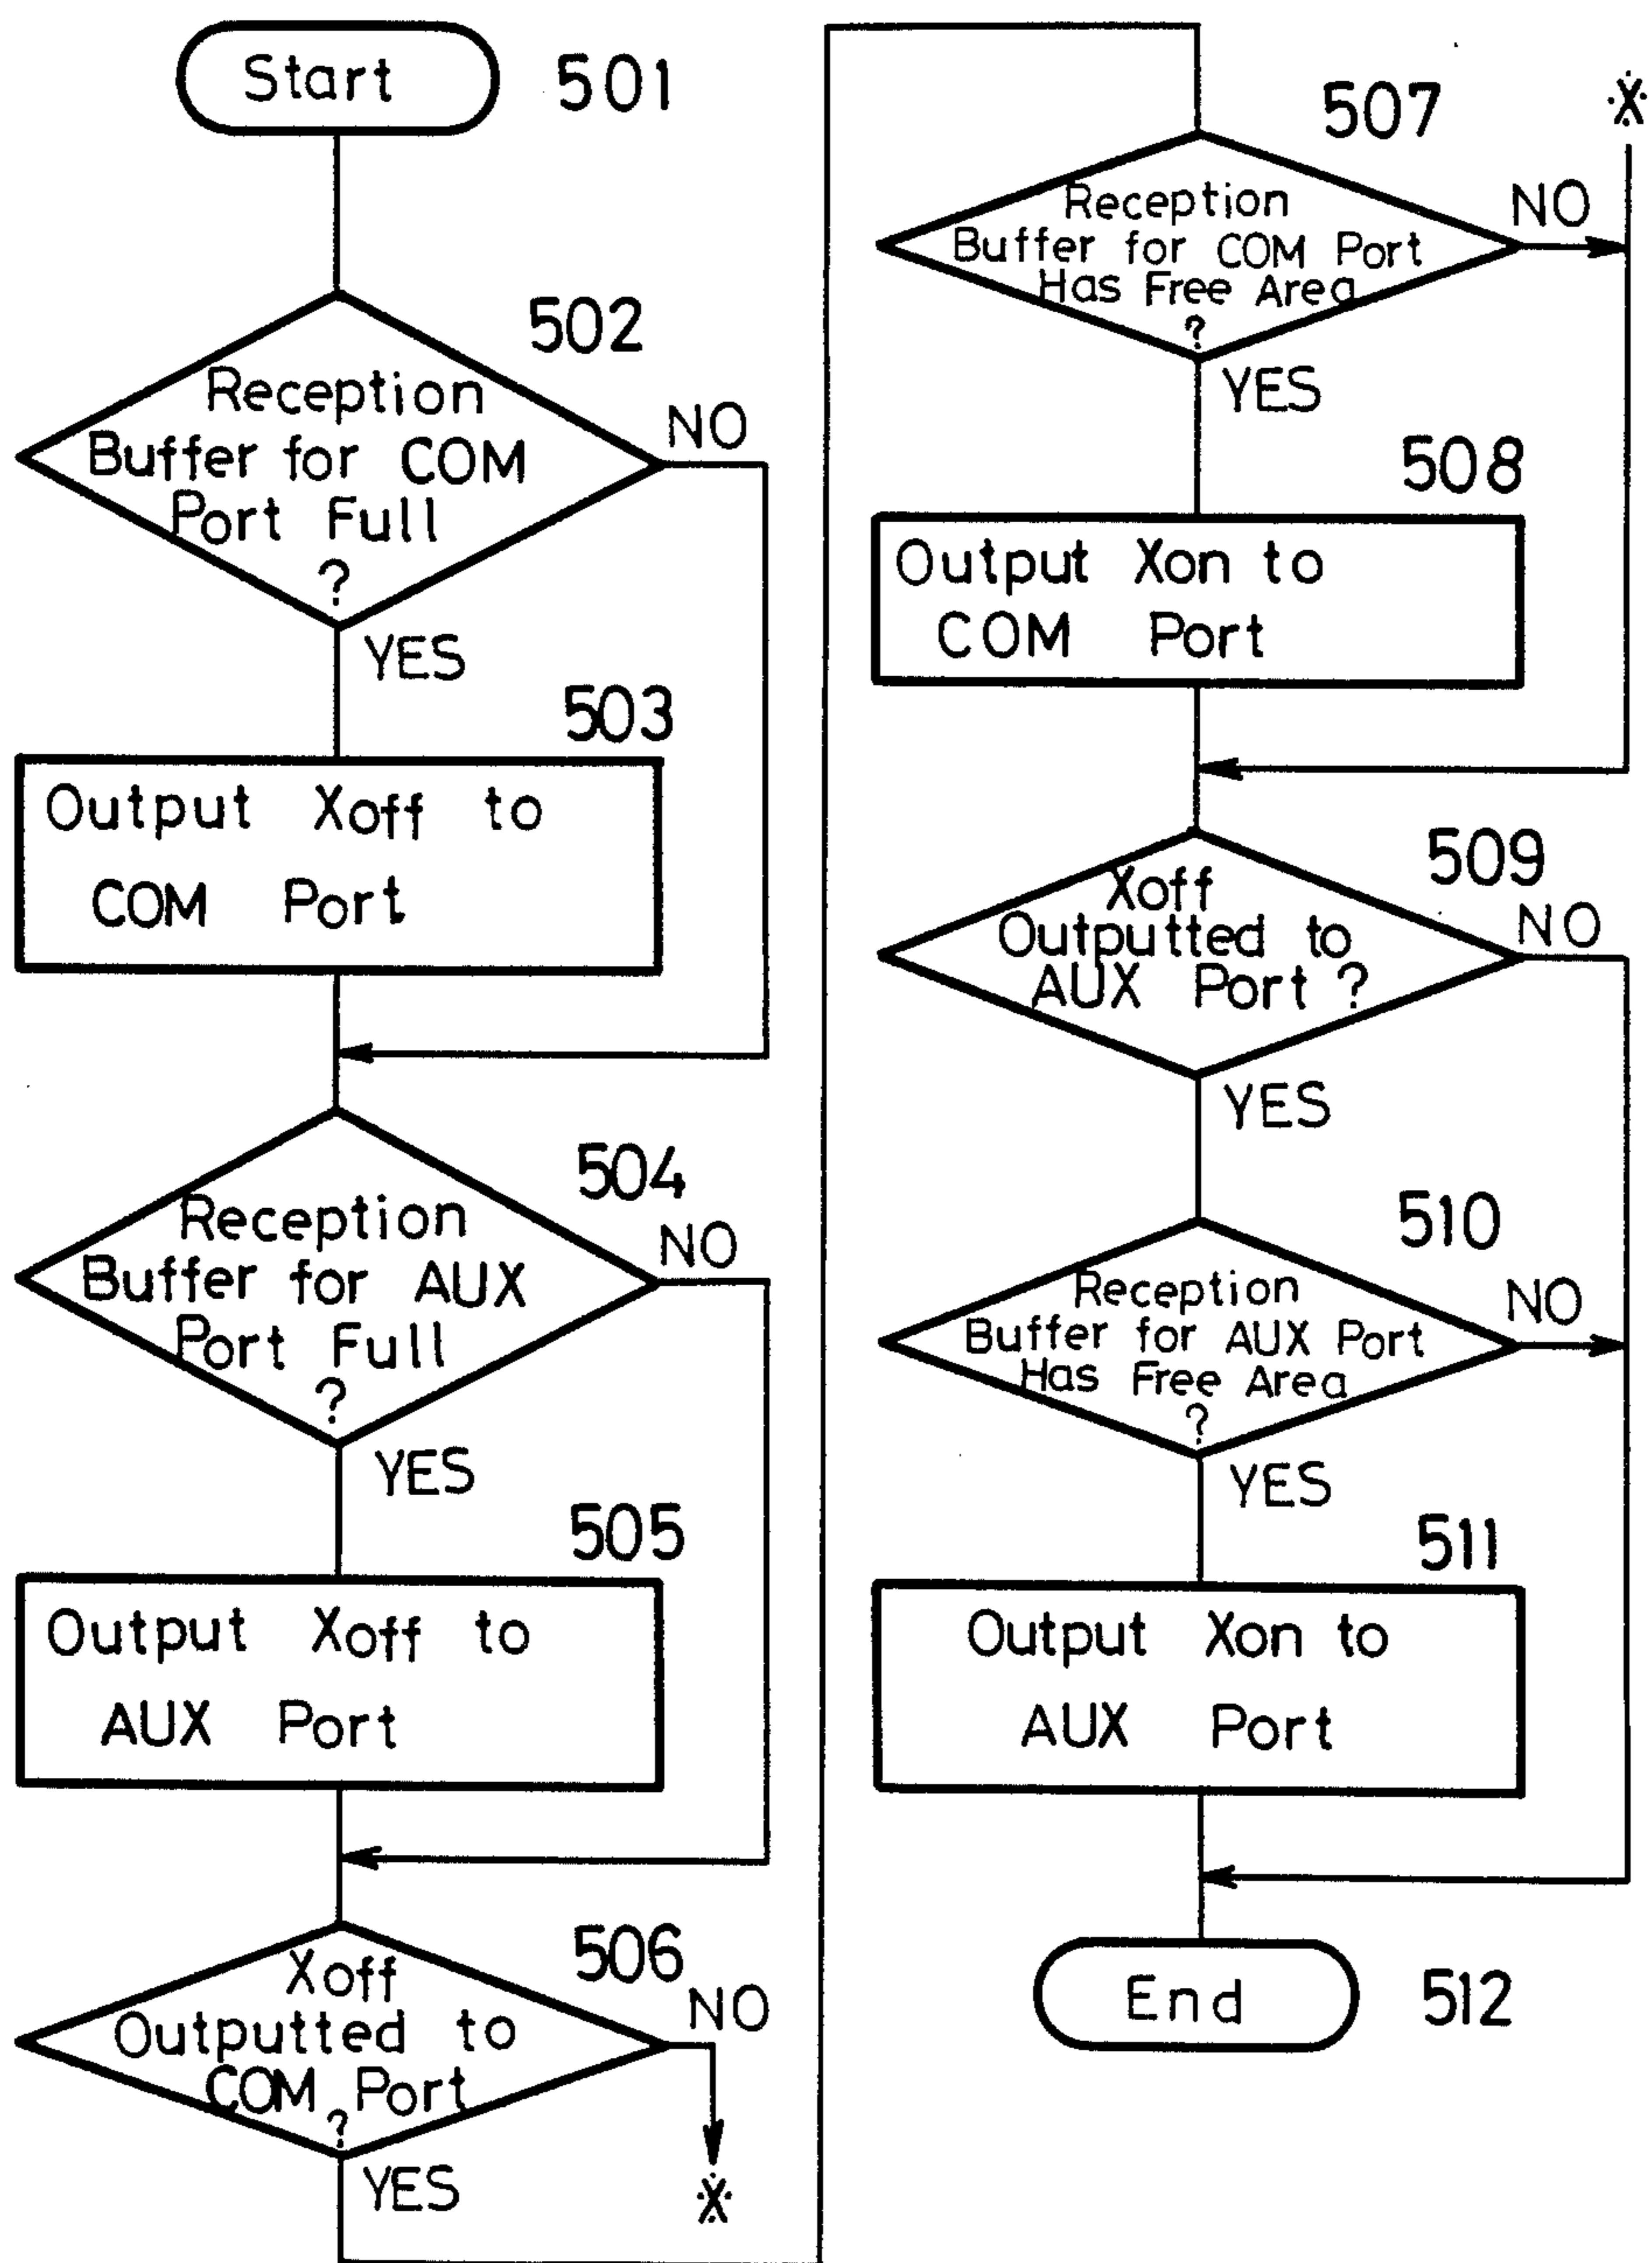 Start
501
502
Reception
Buffer for COM
Port Full
?
NO
YES
503
Output Xoff to
COM Port
504
Reception
Buffer for AUX
Port Full
?
NO
YES
505
Output Xoff to
AUX Port
506
Xoff
Outputted to
COM Port
?
NO
※
YES
507
※
Reception
Buffer for COM Port
Has Free Area
?
NO
YES
508
Output Xon to
COM Port
509
Xoff
Outputted to
AUX Port ?
NO
YES
510
Reception
Buffer for AUX Port
Has Free Area
?
NO
YES
511
Output Xon to
AUX Port
End
512